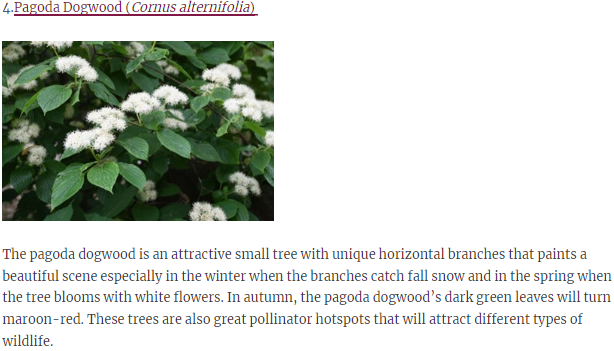 4.Pagoda Dogwood (Cornus alternifolia)
The pagoda dogwood is an attractive small tree with unique horizontal branches that paints a
beautiful scene especially in the winter when the branches catch fall snow and in the spring when
the tree blooms with white flowers. In autumn, the pagoda dogwood’s dark green leaves will turn
maroon-red. These trees are also great pollinator hotspots that will attract different types of
wildlife.